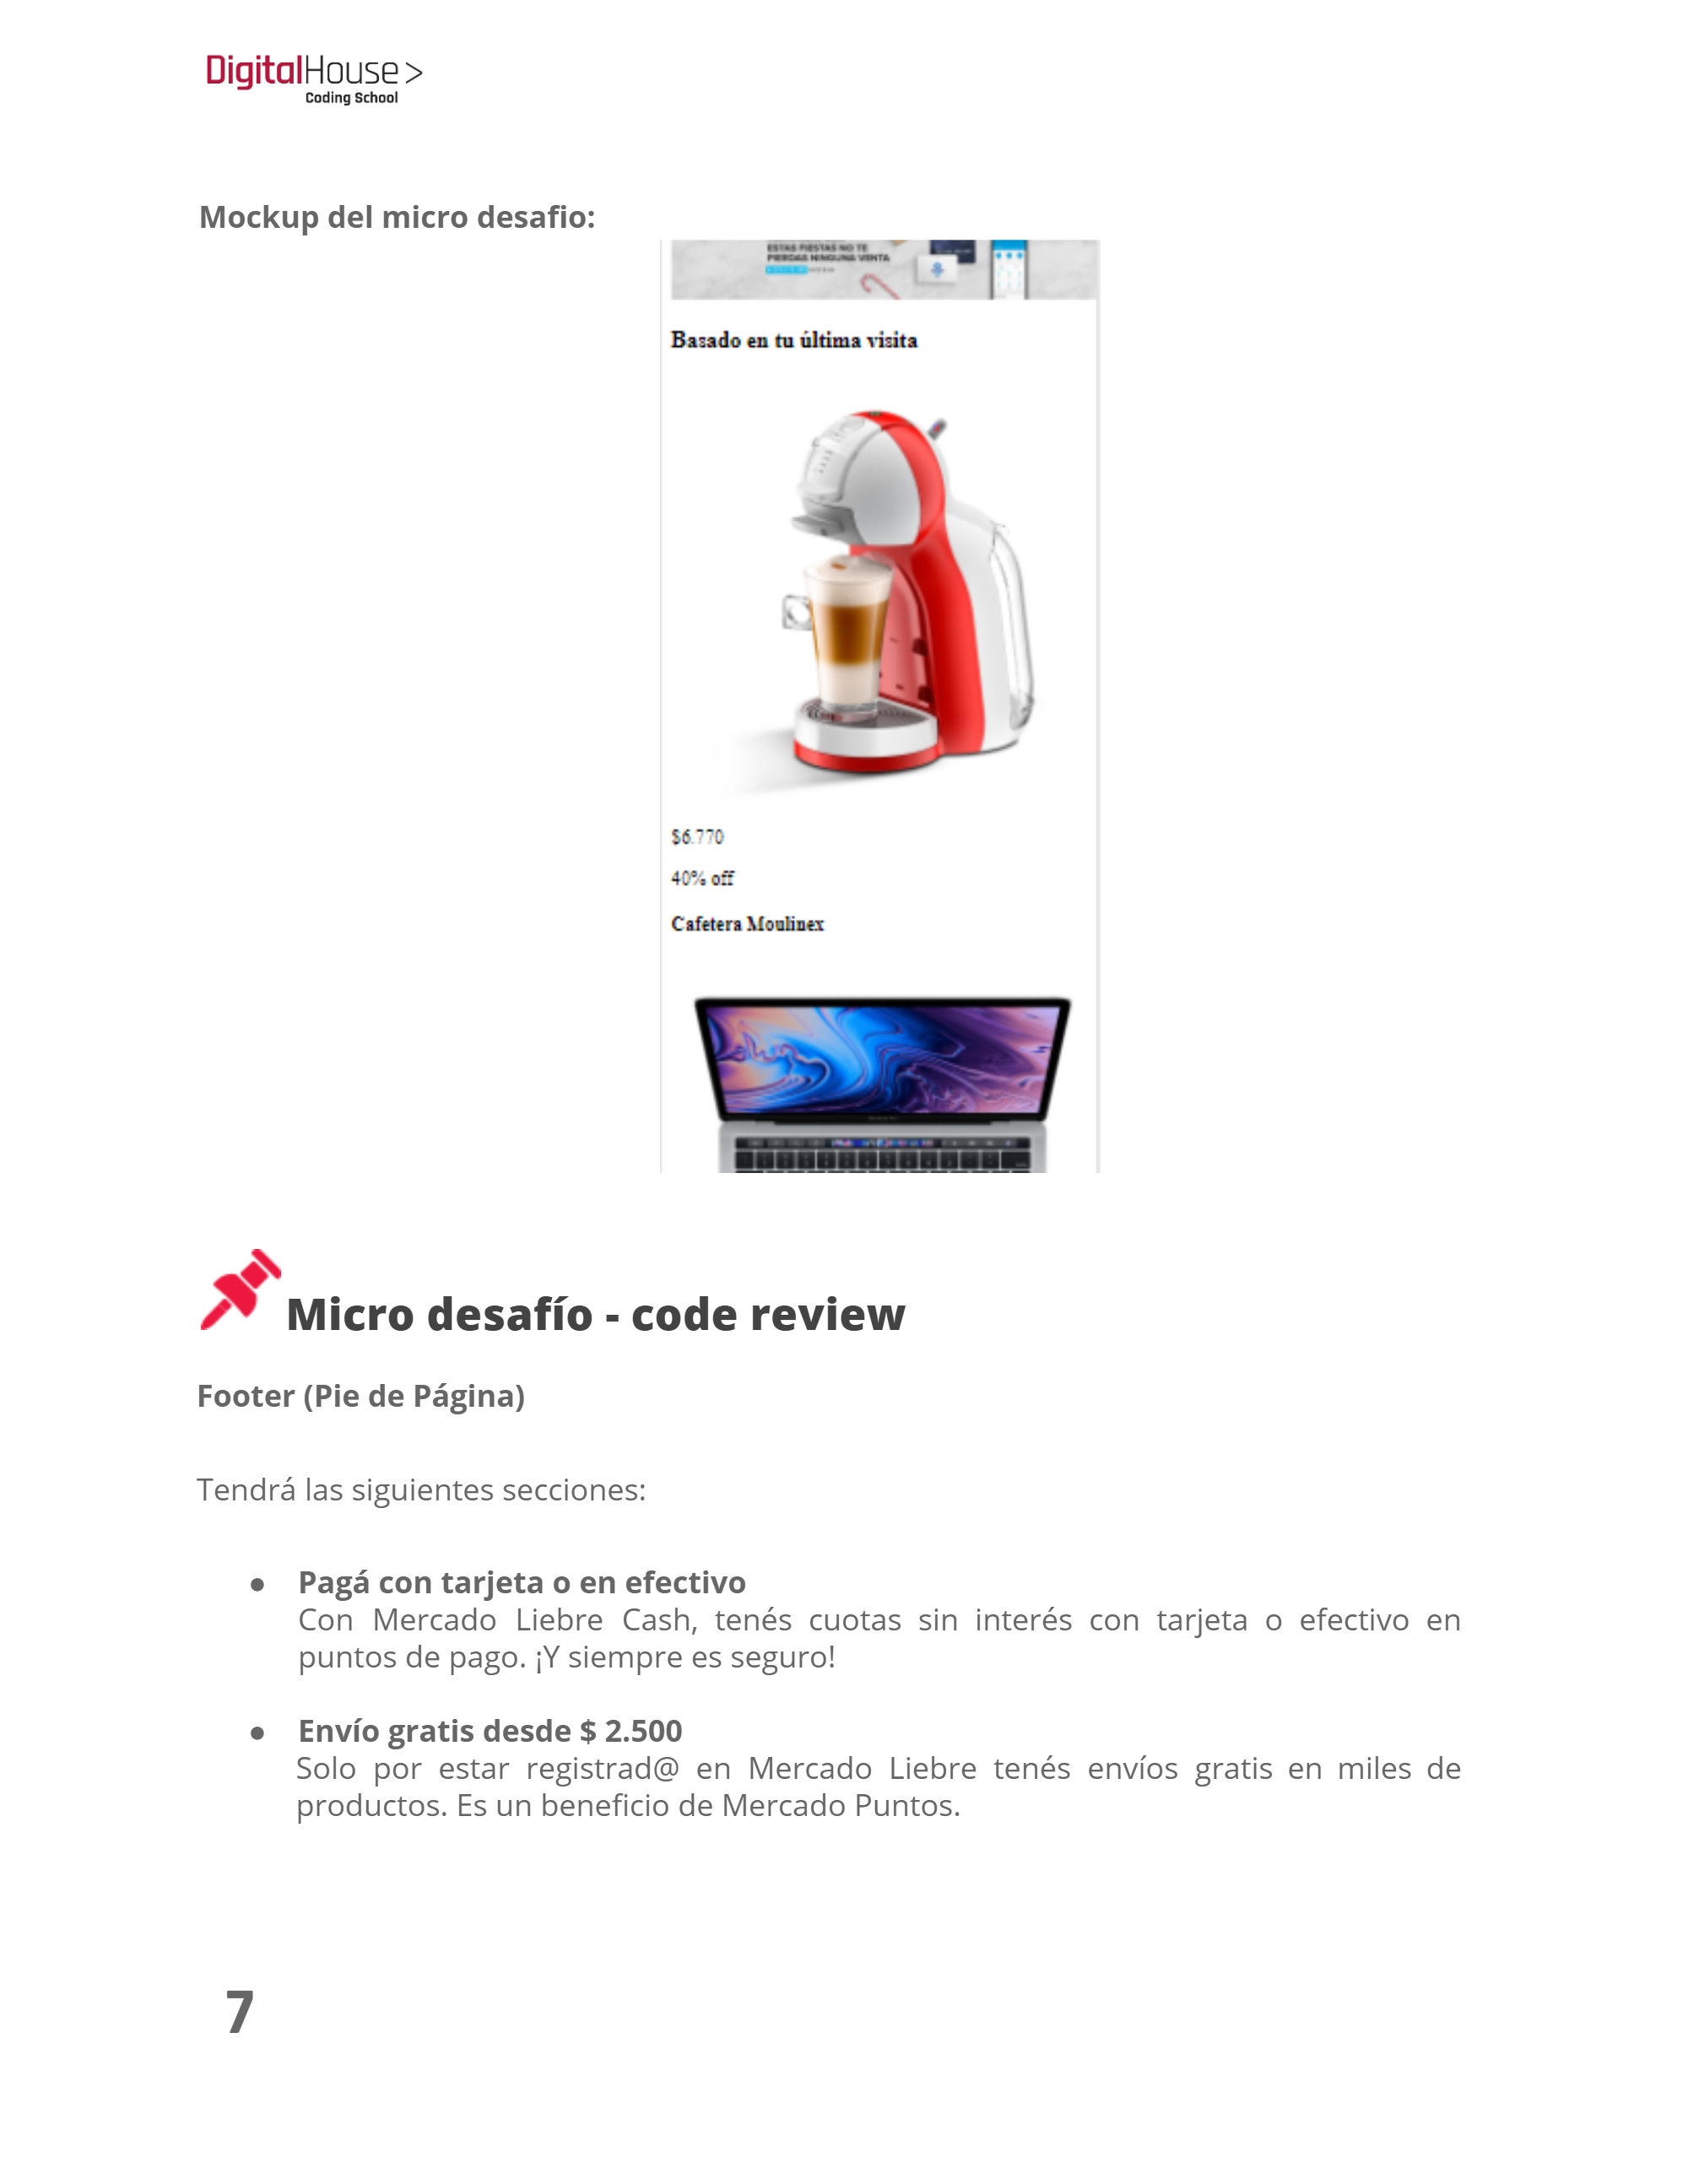 DigitalHouse >
Coding School
Mockup del micro desafio:
ESTAS FIESTAS NO TE
PIERDAS NINGUNA VENTA
Basado en tu última visita
$6.770
40% off
Cafetera Moulinex
Micro desafío - code review
Footer (Pie de Página)
Tendrá las siguientes secciones:
● Pagá con tarjeta o en efectivo
Con Mercado Liebre Cash, tenés cuotas sin interés con tarjeta o efectivo en
puntos de pago. ¡Y siempre es seguro!
● Envío gratis desde $ 2.500
Solo por estar registrad@ en Mercado Liebre tenés envíos gratis en miles de
productos. Es un beneficio de Mercado Puntos.
7